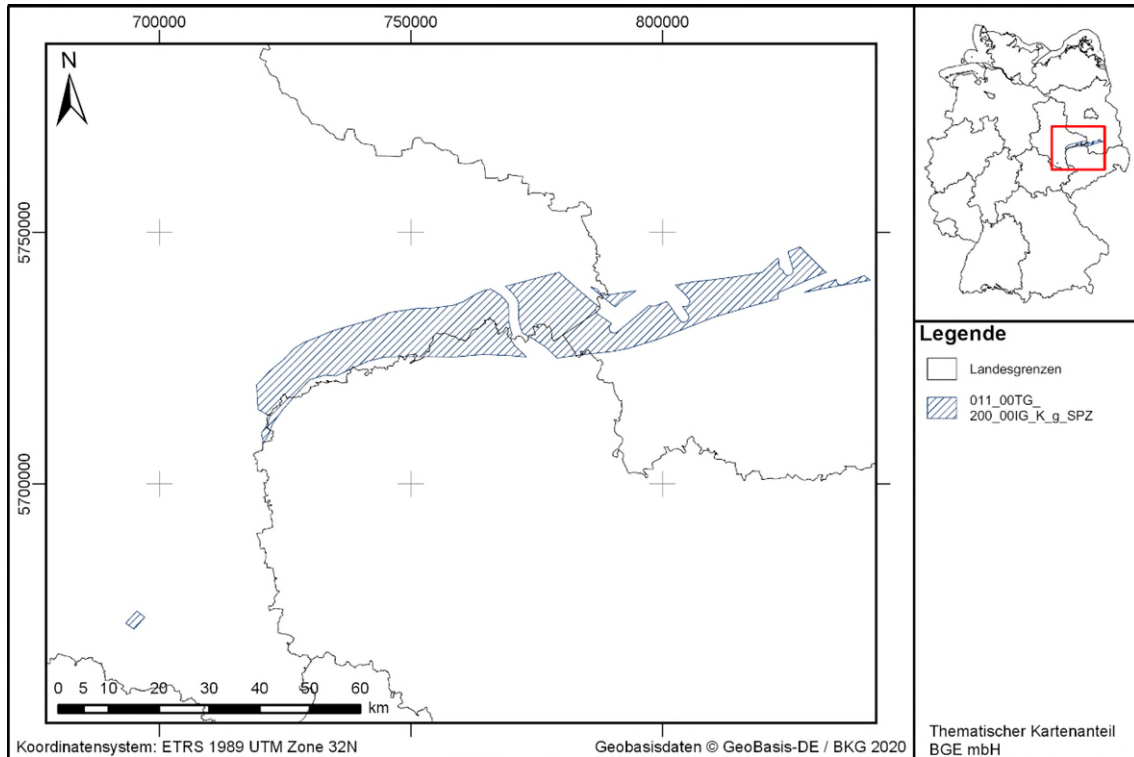 700000
750000
800000
N
5750000
5700000
0 5 10 20 30 40 50 60
km
Koordinatensystem: ETRS 1989 UTM Zone 32N
Geobasisdaten © GeoBasis-DE / BKG 2020
Legende
Landesgrenzen
011_00TG_
200_00IG_K_g_SPZ
Thematischer Kartenanteil
BGE mbH